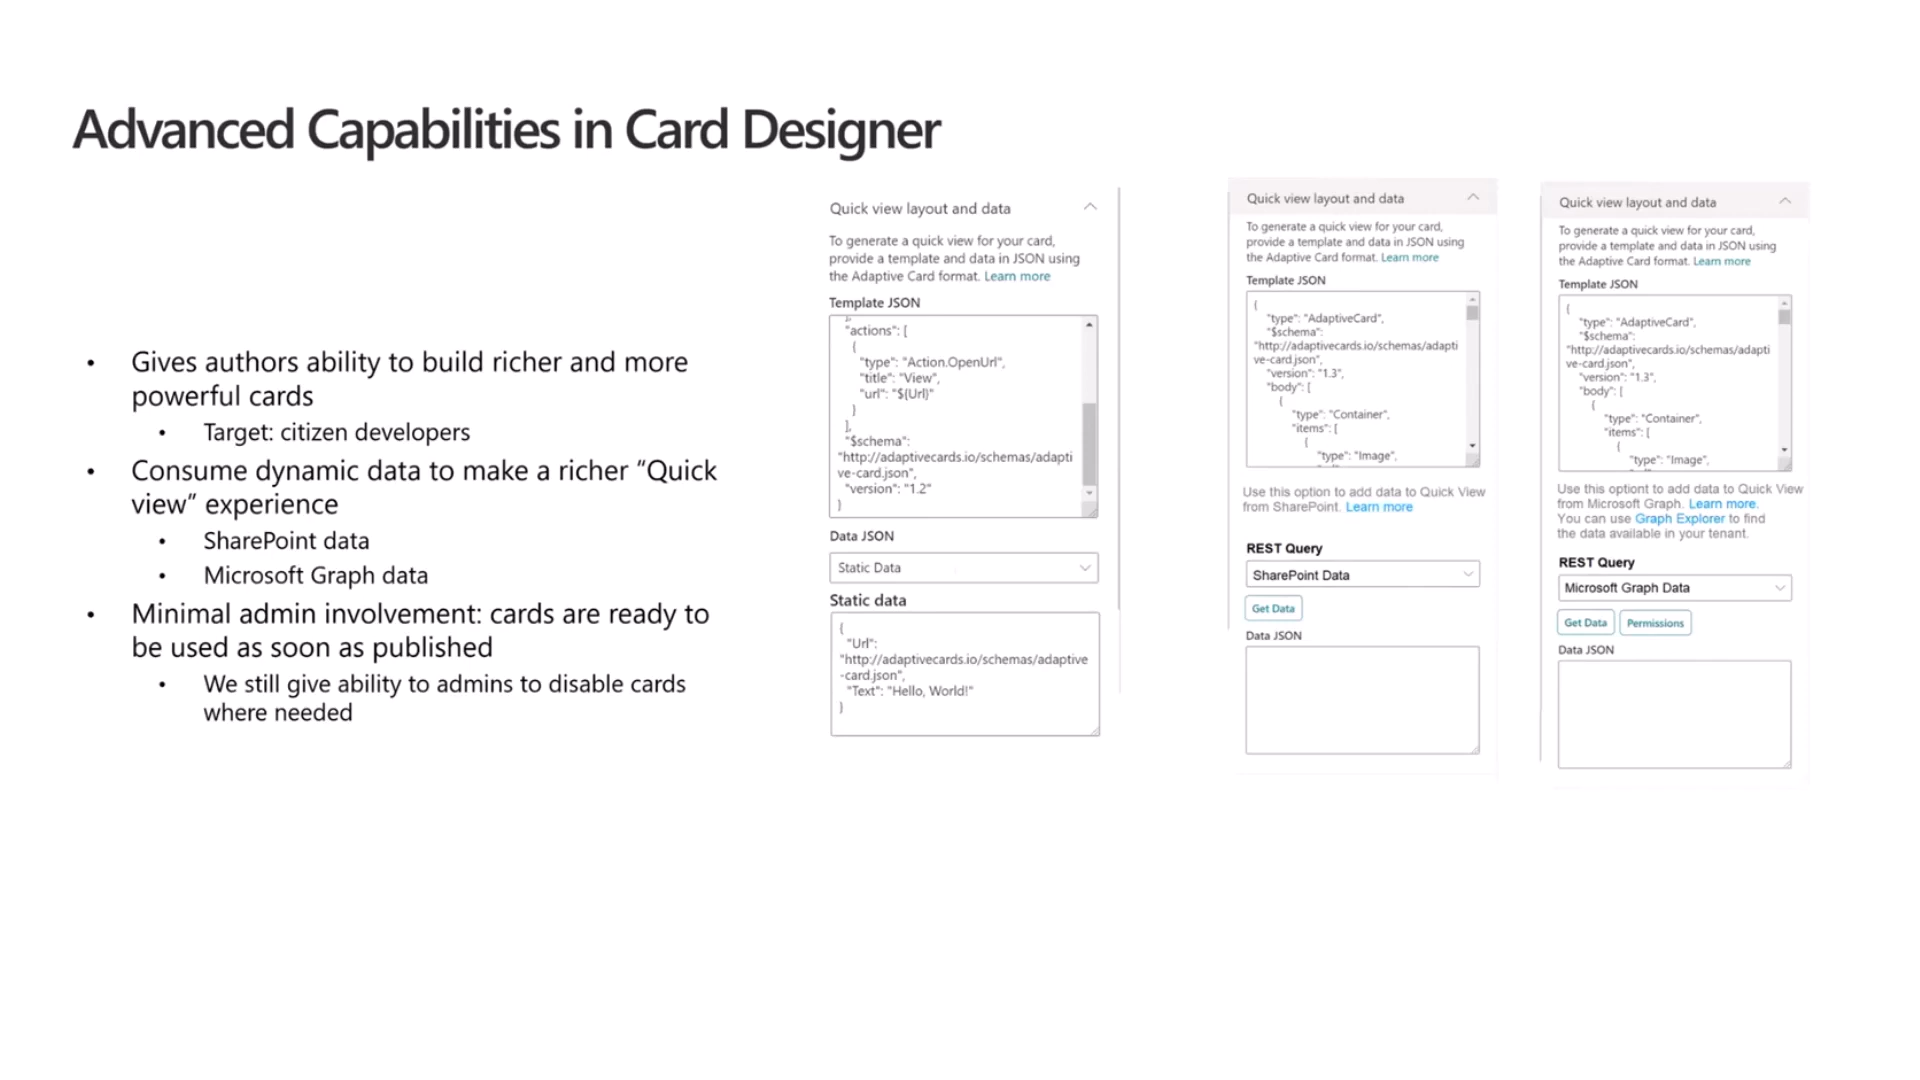 Advanced Capabilities in Card Designer
• Gives authors ability to build richer and more
powerful cards
• Target: citizen developers
• Consume dynamic data to make a richer “Quick
view” experience
• SharePoint data
• Microsoft Graph data
• Minimal admin involvement: cards are ready to
be used as soon as published
• We still give ability to admins to disable cards
where needed
Quick view layout and data
To generate a quick view for your card,
provide a template and data in JSON using
the Adaptive Card format. Learn more
Template JSON
"actions": [
{
"type": "Action.OpenUrl",
"title": "View",
"url": "${Url}"
}
],
"$schema":
"http://adaptivecards.io/schemas/adapti
ve-card.json",
"version": "1.2"
}
Data JSON
Static Data
Static data
{
"Url":
"http://adaptivecards.io/schemas/adaptive
-card.json",
"Text": "Hello, World!"
}
Quick view layout and data
To generate a quick view for your card,
provide a template and data in JSON using
the Adaptive Card format. Learn more
Template JSON
{
"type": "AdaptiveCard",
"$schema":
"http://adaptivecards.io/schemas/adapti
ve-card.json",
"version": "1.3",
"body": [
{
"type": "Container",
"items": [
{
"type": "Image",
Use this option to add data to Quick View
from SharePoint. Learn more
REST Query
SharePoint Data
Get Data
Data JSON
Quick view layout and data
To generate a quick view for your card,
provide a template and data in JSON using
the Adaptive Card format. Learn more
Template JSON
{
"type": "AdaptiveCard",
"$schema":
"http://adaptivecards.io/schemas/adapti
ve-card.json",
"version": "1.3",
"body": [
{
"type": "Container",
"items": [
{
"type": "Image",
Use this optiont to add data to Quick View
from Microsoft Graph. Learn more.
You can use Graph Explorer to find
the data available in your tenant.
REST Query
Microsoft Graph Data
Get Data Permissions
Data JSON